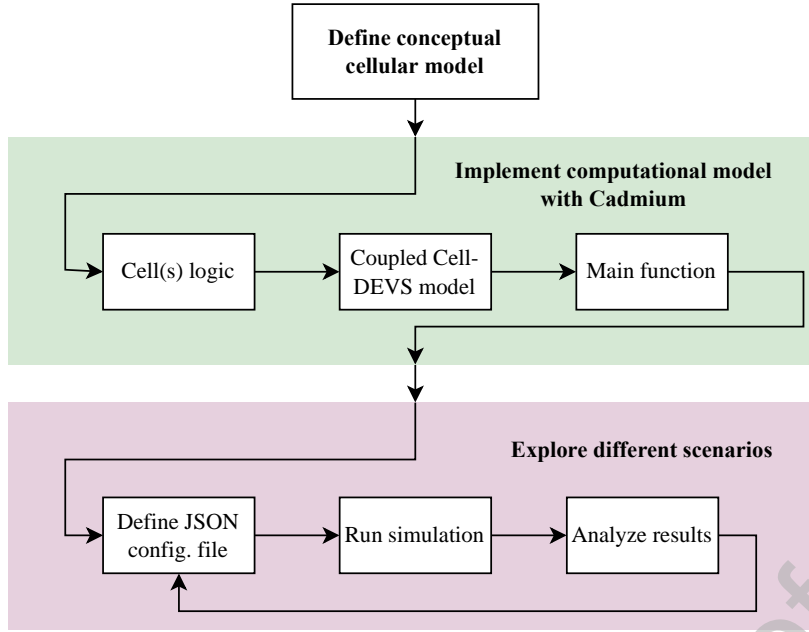 Define conceptual
cellular model
Implement computational model
with Cadmium
Cell(s) logic
Coupled Cell-
DEVS model
Main function
Explore different scenarios
Define JSON
config. file
Run simulation
Analyze results